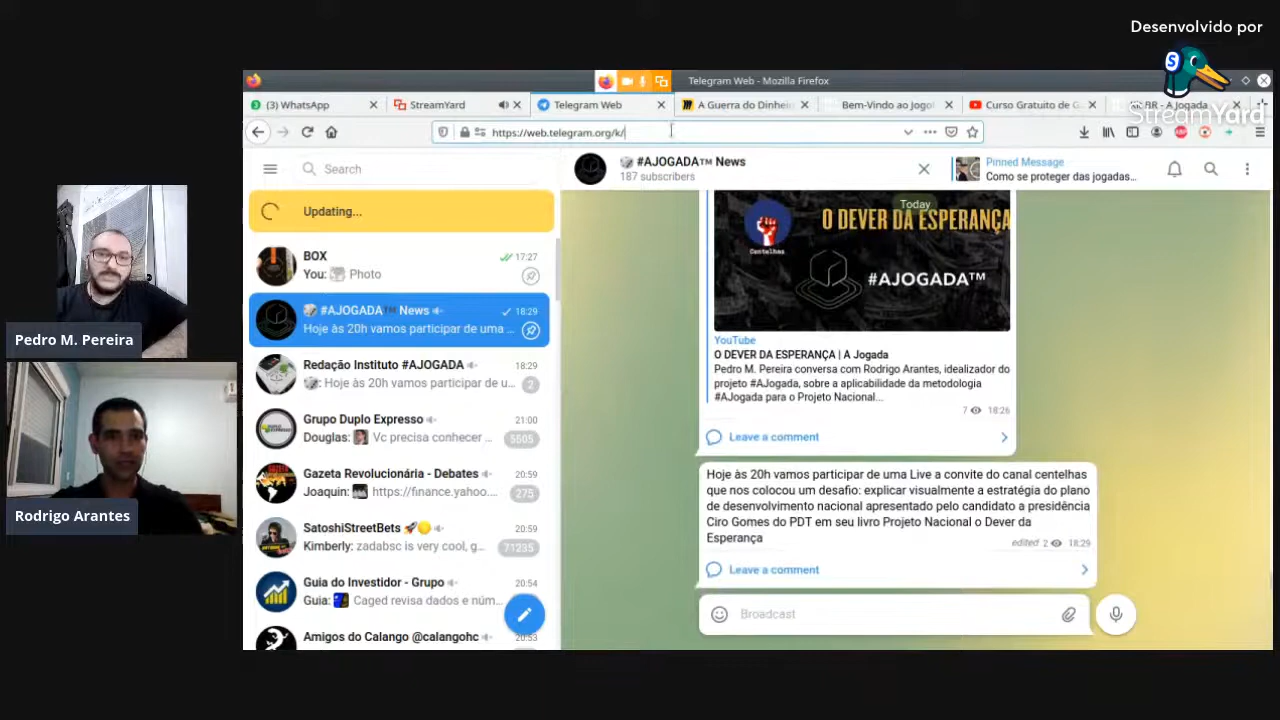 Desenvolvido por
StreamYard
Telegram Web - Mozilla Firefox
(3) WhatsApp
StreamYard
Telegram Web
A Guerra do Dinheir
Bem-Vindo ao jogo!
Curso Gratuito de G
BR - A Jogada
https://web.telegram.org/k/
Search
#AJOGADA™ News
187 subscribers
Pinned Message
Como se proteger das jogadas…
Updating...
BOX
17:27
You: Photo
#AJOGADA™ News
18:29
Hoje às 20h vamos participar de uma ...
Redação Instituto #AJOGADA
18:29
: Hoje às 20h vamos participar de u...
2
Grupo Duplo Expresso
21:00
Douglas: Vc precisa conhecer ...
5505
Gazeta Revolucionária - Debates
20:59
Joaquin: https://finance.yahoo....
275
SatoshiStreetBets
20:59
Kimberly: zadabsc is very cool, g...
71235
Guia do Investidor - Grupo
20:54
Guia: Caged revisa dados e núm...
Amigos do Calango @calangohc
20:53
Today
O DEVER DA ESPERANÇA
Centelhas
#AJOGADA™
YouTube
O DEVER DA ESPERANÇA | A Jogada
Pedro M. Pereira conversa com Rodrigo Arantes, idealizador do
projeto #AJogada, sobre a aplicabilidade da metodologia
#AJogada para o Projeto Nacional...
7 18:26
Leave a comment
Hoje às 20h vamos participar de uma Live a convite do canal centelhas
que nos colocou um desafio: explicar visualmente a estratégia do plano
de desenvolvimento nacional apresentado pelo candidato a presidência
Ciro Gomes do PDT em seu livro Projeto Nacional o Dever da
Esperança
edited 2 18:29
Leave a comment
Broadcast
Pedro M. Pereira
Rodrigo Arantes